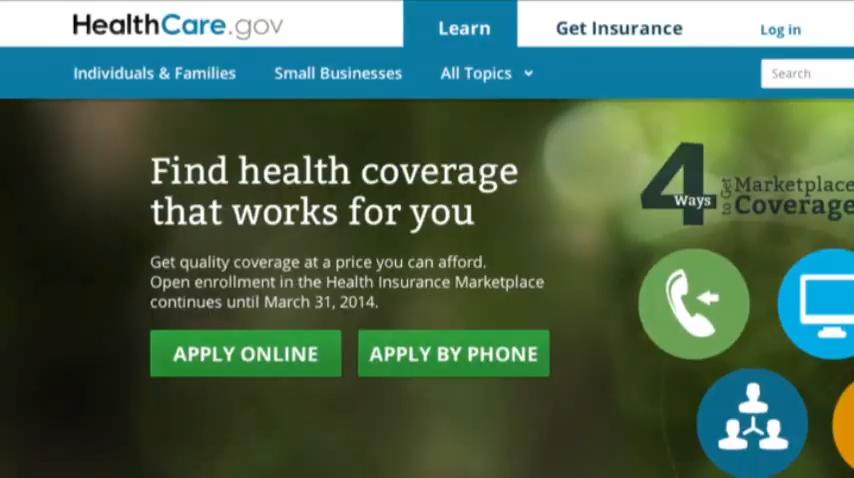 HealthCare.gov
Learn
Get Insurance
Log in
Individuals & Families
Small Businesses
All Topics
Search
Find health coverage
that works for you
Get quality coverage at a price you can afford.
Open enrollment in the Health Insurance Marketplace
continues until March 31, 2014.
APPLY ONLINE
APPLY BY PHONE
4 Ways to Get Marketplace
Coverage